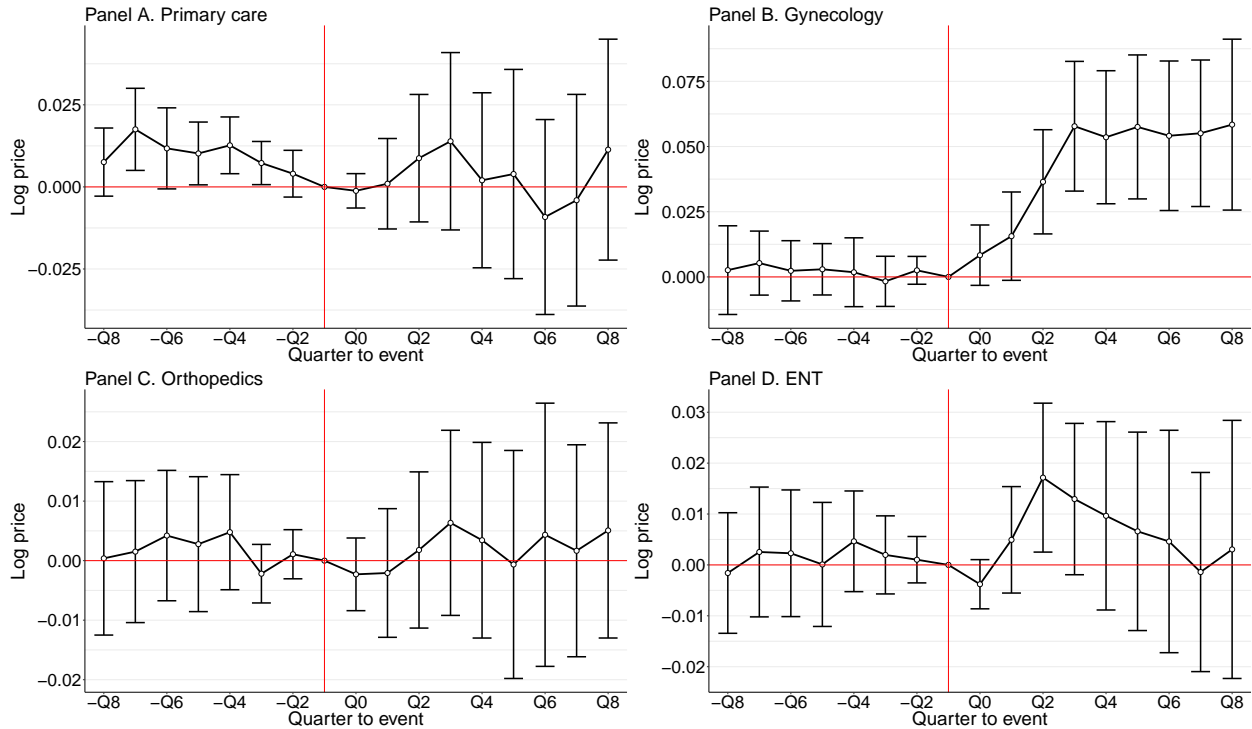 Panel A. Primary care
Log price
0.025
0.000
−0.025
−Q8 −Q6 −Q4 −Q2 Q0 Q2 Q4 Q6 Q8
Quarter to event
Panel B. Gynecology
Log price
0.075
0.050
0.025
0.000
−Q8 −Q6 −Q4 −Q2 Q0 Q2 Q4 Q6 Q8
Quarter to event
Panel C. Orthopedics
Log price
0.02
0.01
0.00
−0.01
−0.02
−Q8 −Q6 −Q4 −Q2 Q0 Q2 Q4 Q6 Q8
Quarter to event
Panel D. ENT
Log price
0.03
0.02
0.01
0.00
−0.01
−0.02
−Q8 −Q6 −Q4 −Q2 Q0 Q2 Q4 Q6 Q8
Quarter to event